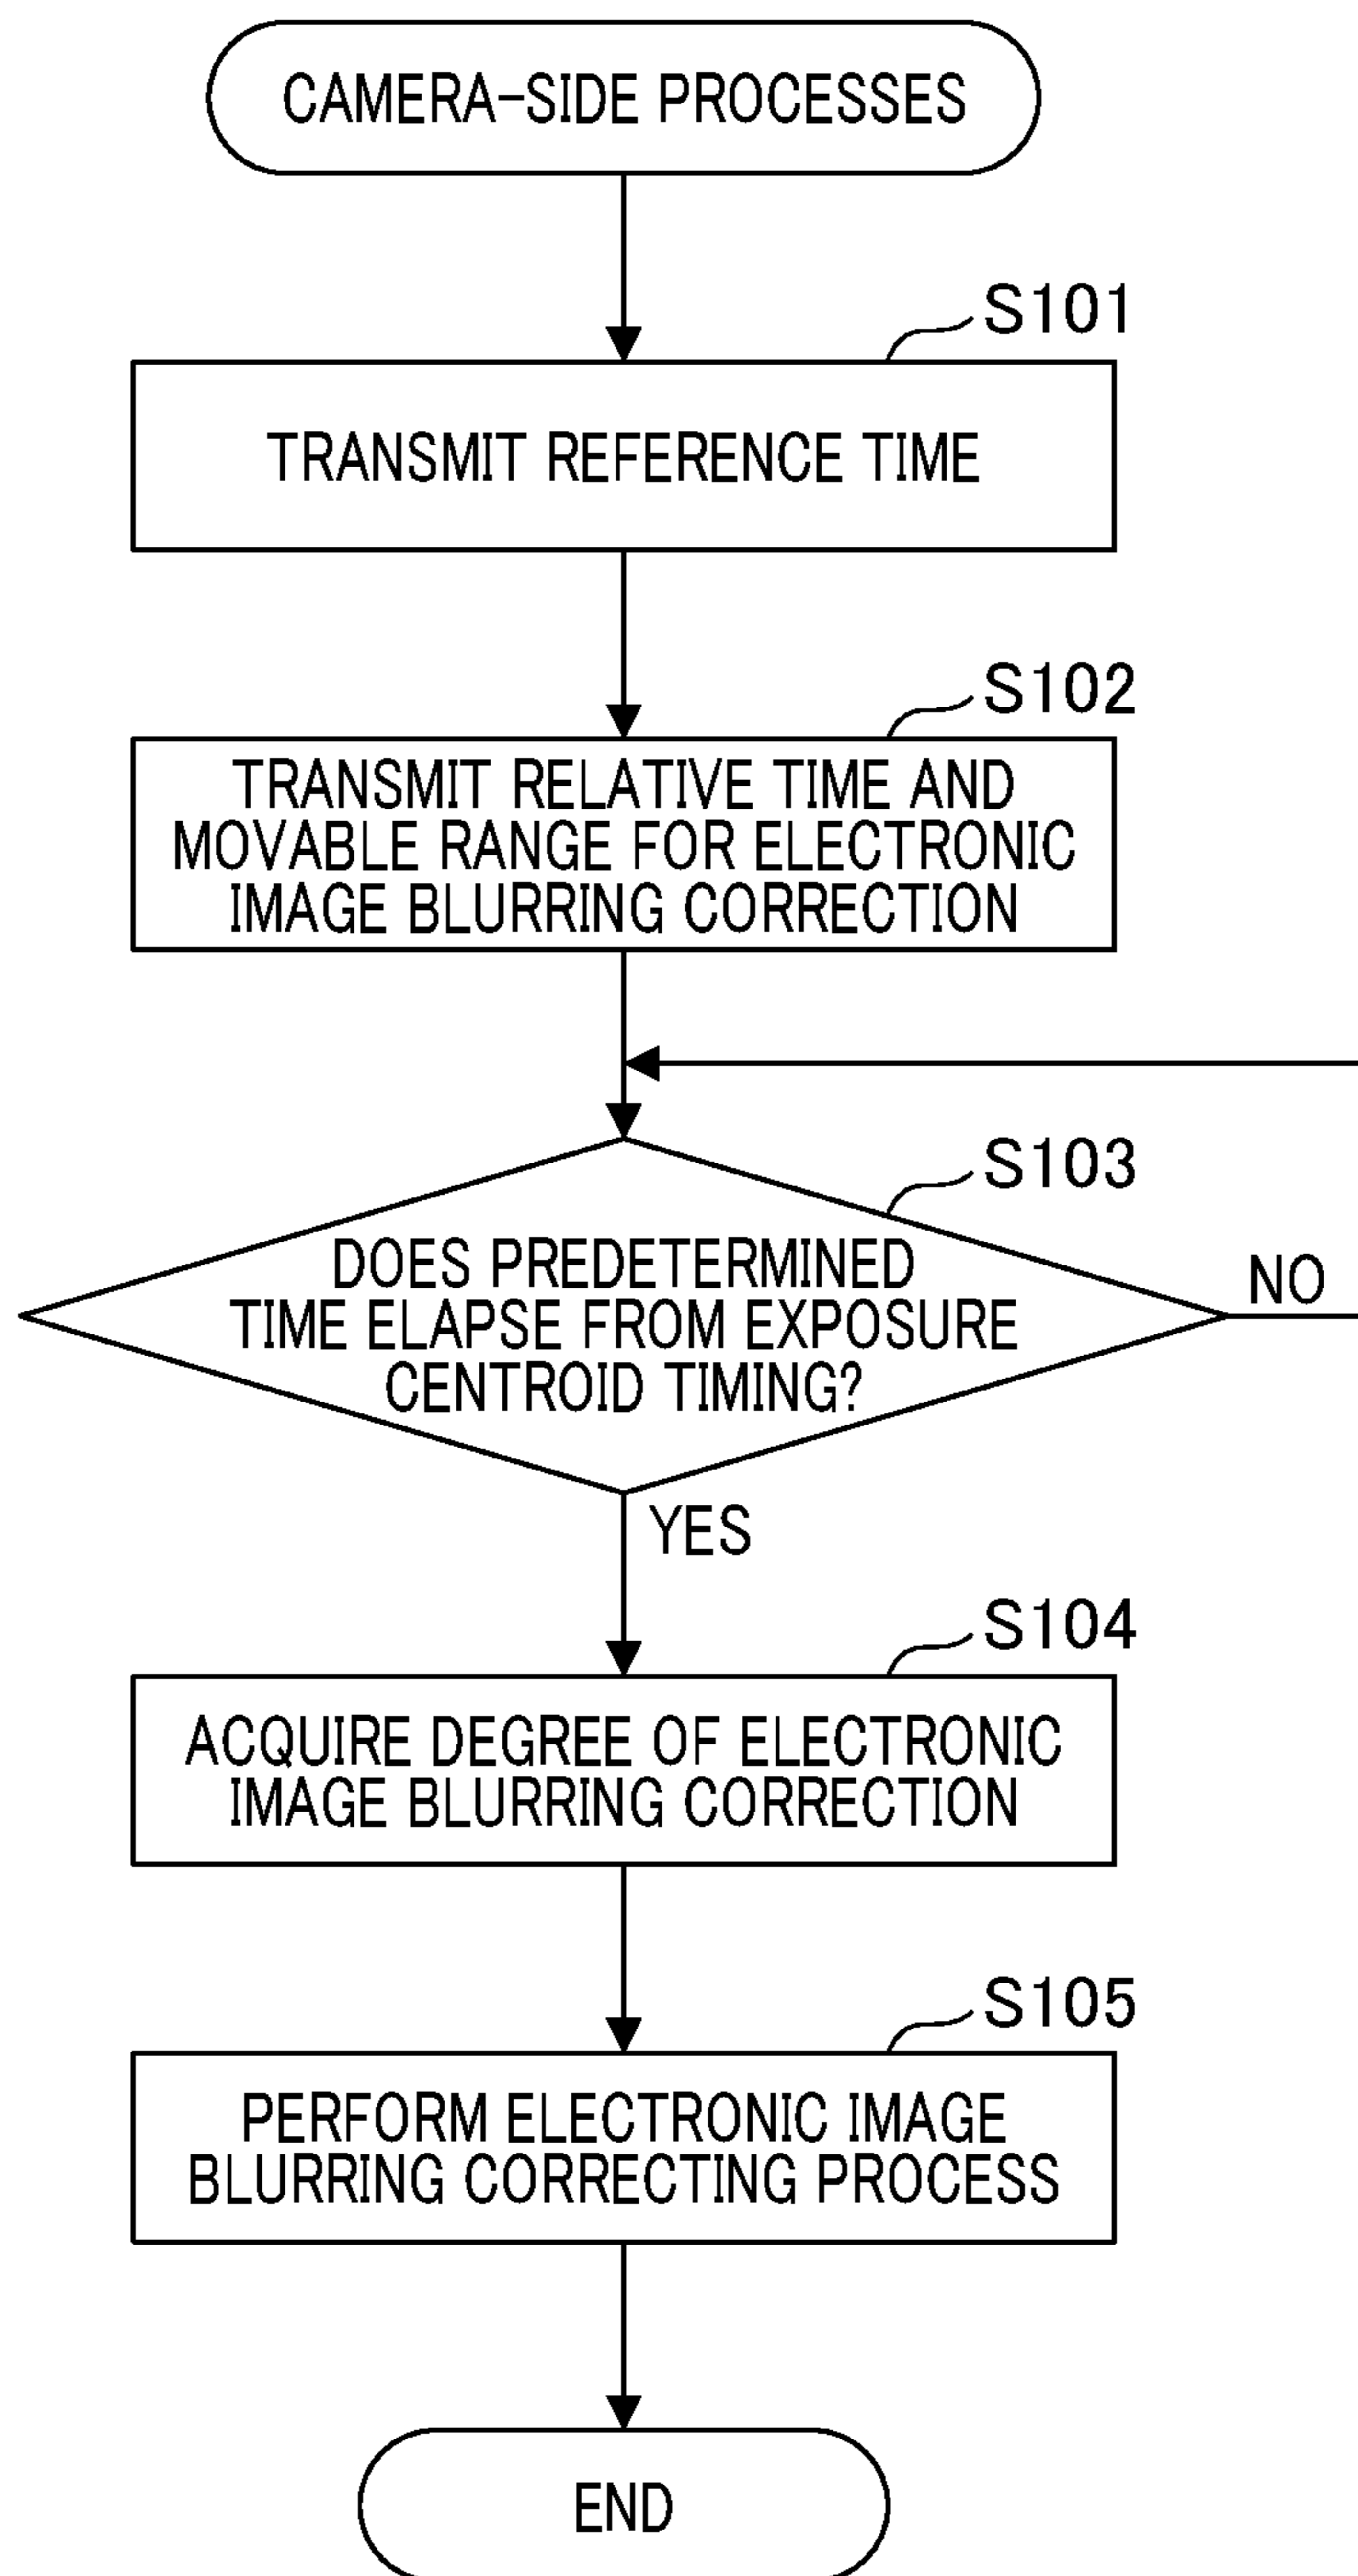 CAMERA-SIDE PROCESSES
S101
TRANSMIT REFERENCE TIME
S102
TRANSMIT RELATIVE TIME AND
MOVABLE RANGE FOR ELECTRONIC
IMAGE BLURRING CORRECTION
S103
DOES PREDETERMINED
TIME ELAPSE FROM EXPOSURE
CENTROID TIMING?
NO
YES
S104
ACQUIRE DEGREE OF ELECTRONIC
IMAGE BLURRING CORRECTION
S105
PERFORM ELECTRONIC IMAGE
BLURRING CORRECTING PROCESS
END